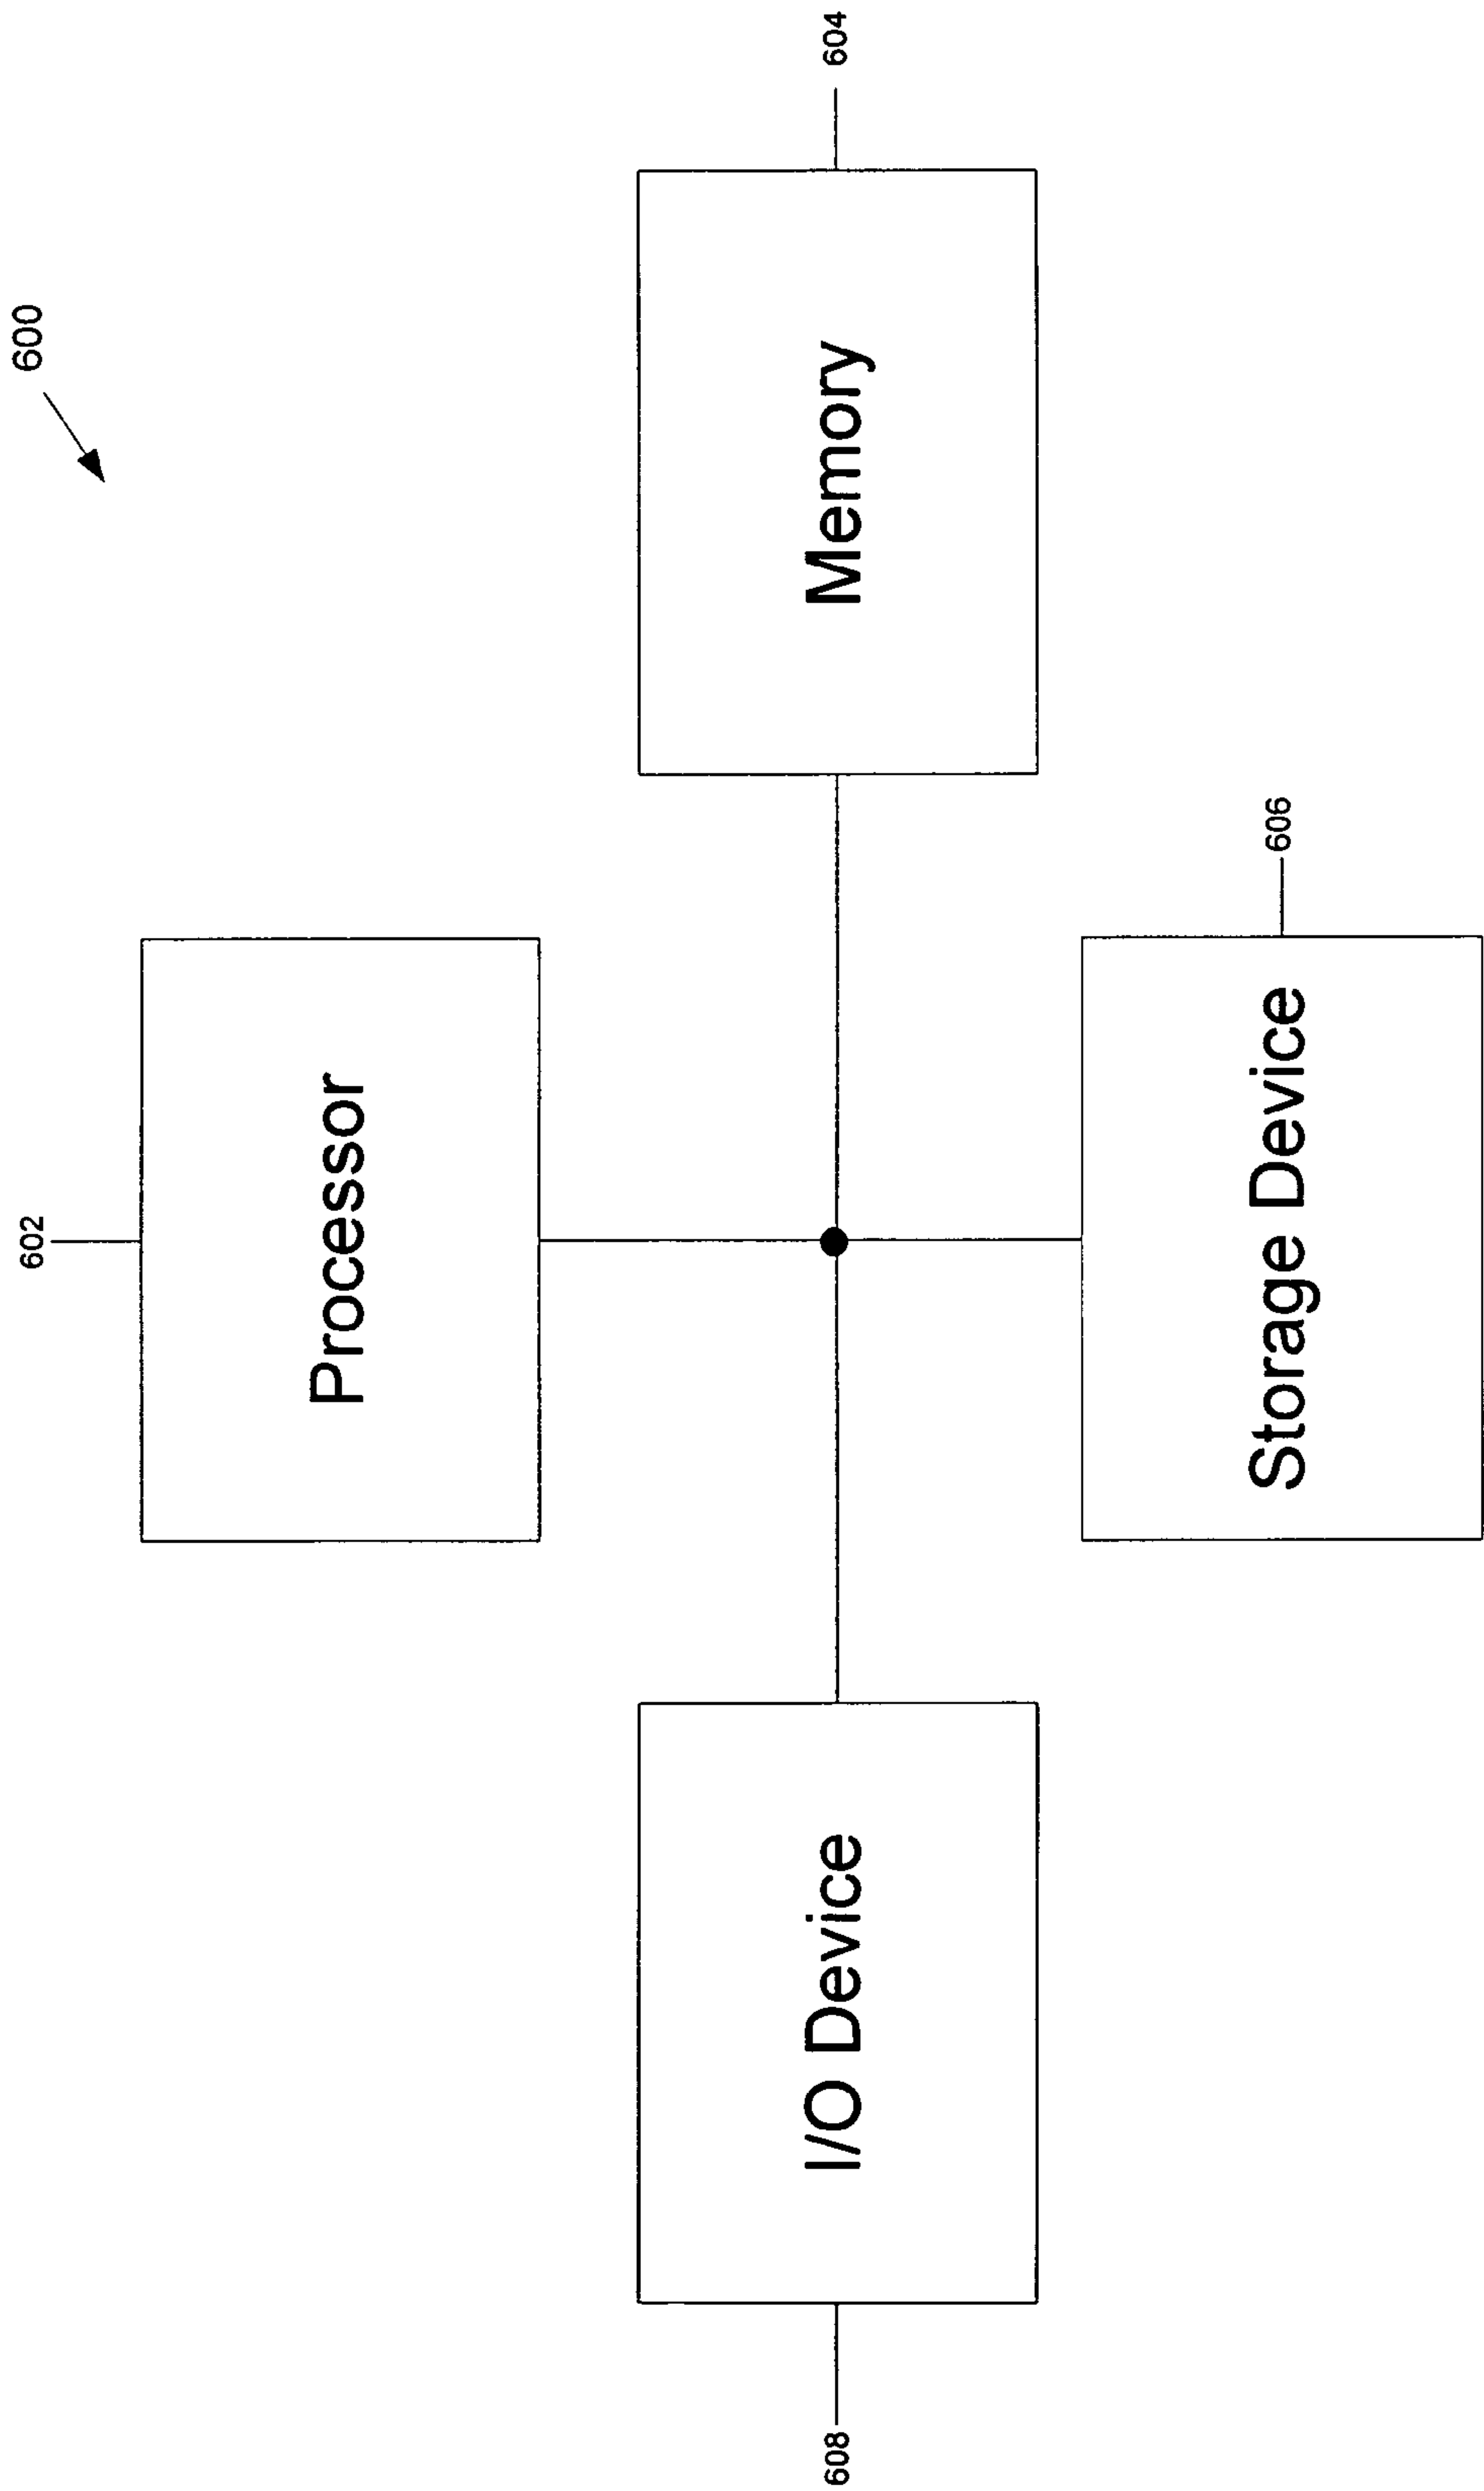 600
602
Processor
I/O Device
608
Memory
604
Storage Device
606